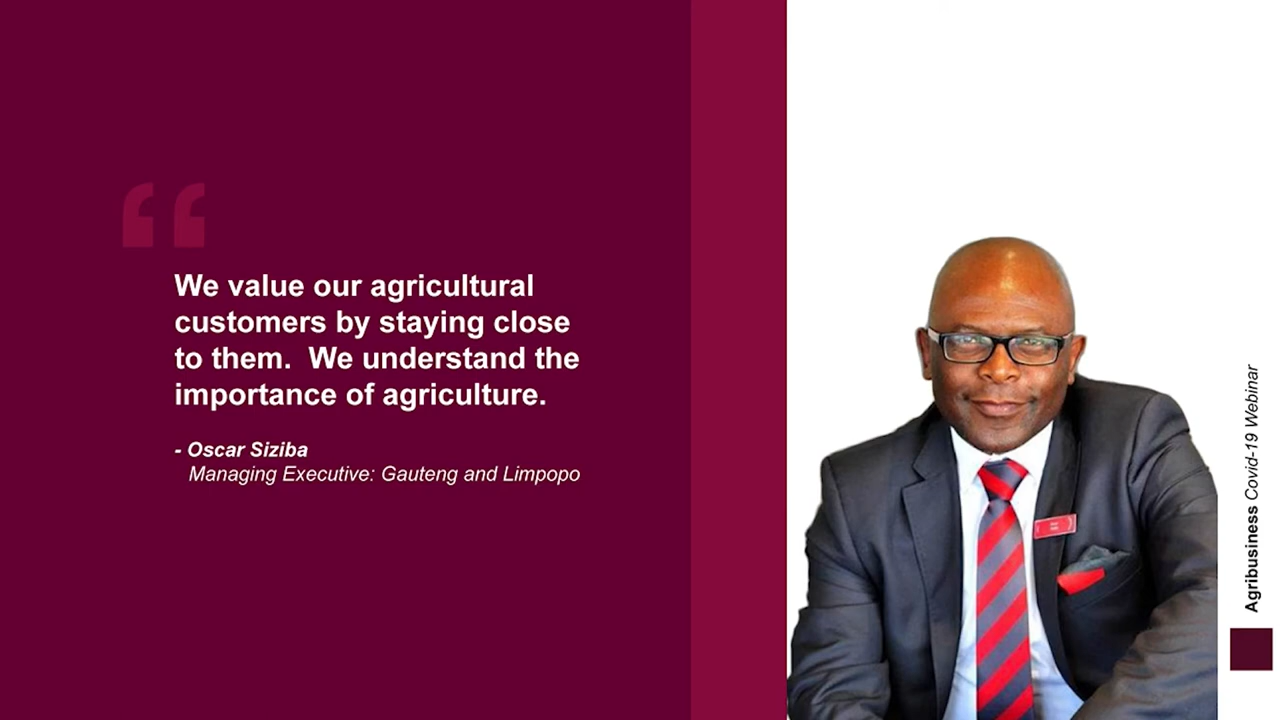 We value our agricultural
customers by staying close
to them.  We understand the
importance of agriculture.
- Oscar Siziba
Managing Executive: Gauteng and Limpopo
Agribusiness Covid-19 Webinar